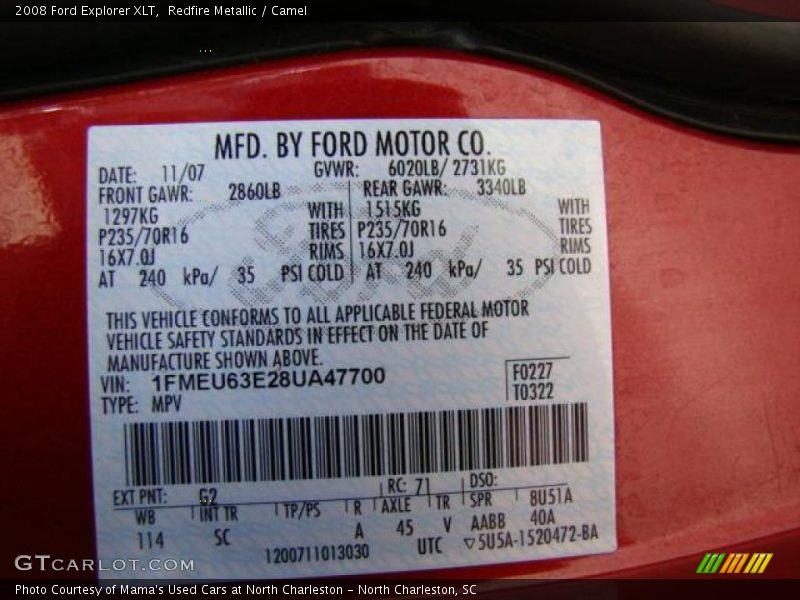 2008 Ford Explorer XLT,  Redfire Metallic / Camel
MFD. BY FORD MOTOR CO.
DATE: 11/07 GVWR: 6020LB/ 2731KG
FRONT GAWR: 2860LB REAR GAWR: 3340LB
1297KG WITH 1515KG WITH
P235/70R16 TIRES P235/70R16 TIRES
16X7.0J RIMS 16X7.0J RIMS
AT 240 kPa/ 35 PSI COLD AT 240 kPa/ 35 PSI COLD
THIS VEHICLE CONFORMS TO ALL APPLICABLE FEDERAL MOTOR
VEHICLE SAFETY STANDARDS IN EFFECT ON THE DATE OF
MANUFACTURE SHOWN ABOVE.
VIN: 1FMEU63E28UA47700 F0227
TYPE: MPV T0322
EXT PNT: G2 RC: 71 DSO:
WB INT TR TP/PS R AXLE TR SPR 8U51A
114 SC A 45 V AABB 40A
1200711013030 UTC ▽5U5A-1520472-BA
Ford
GTCARLOT.COM
Photo Courtesy of Mama's Used Cars at North Charleston - North Charleston, SC